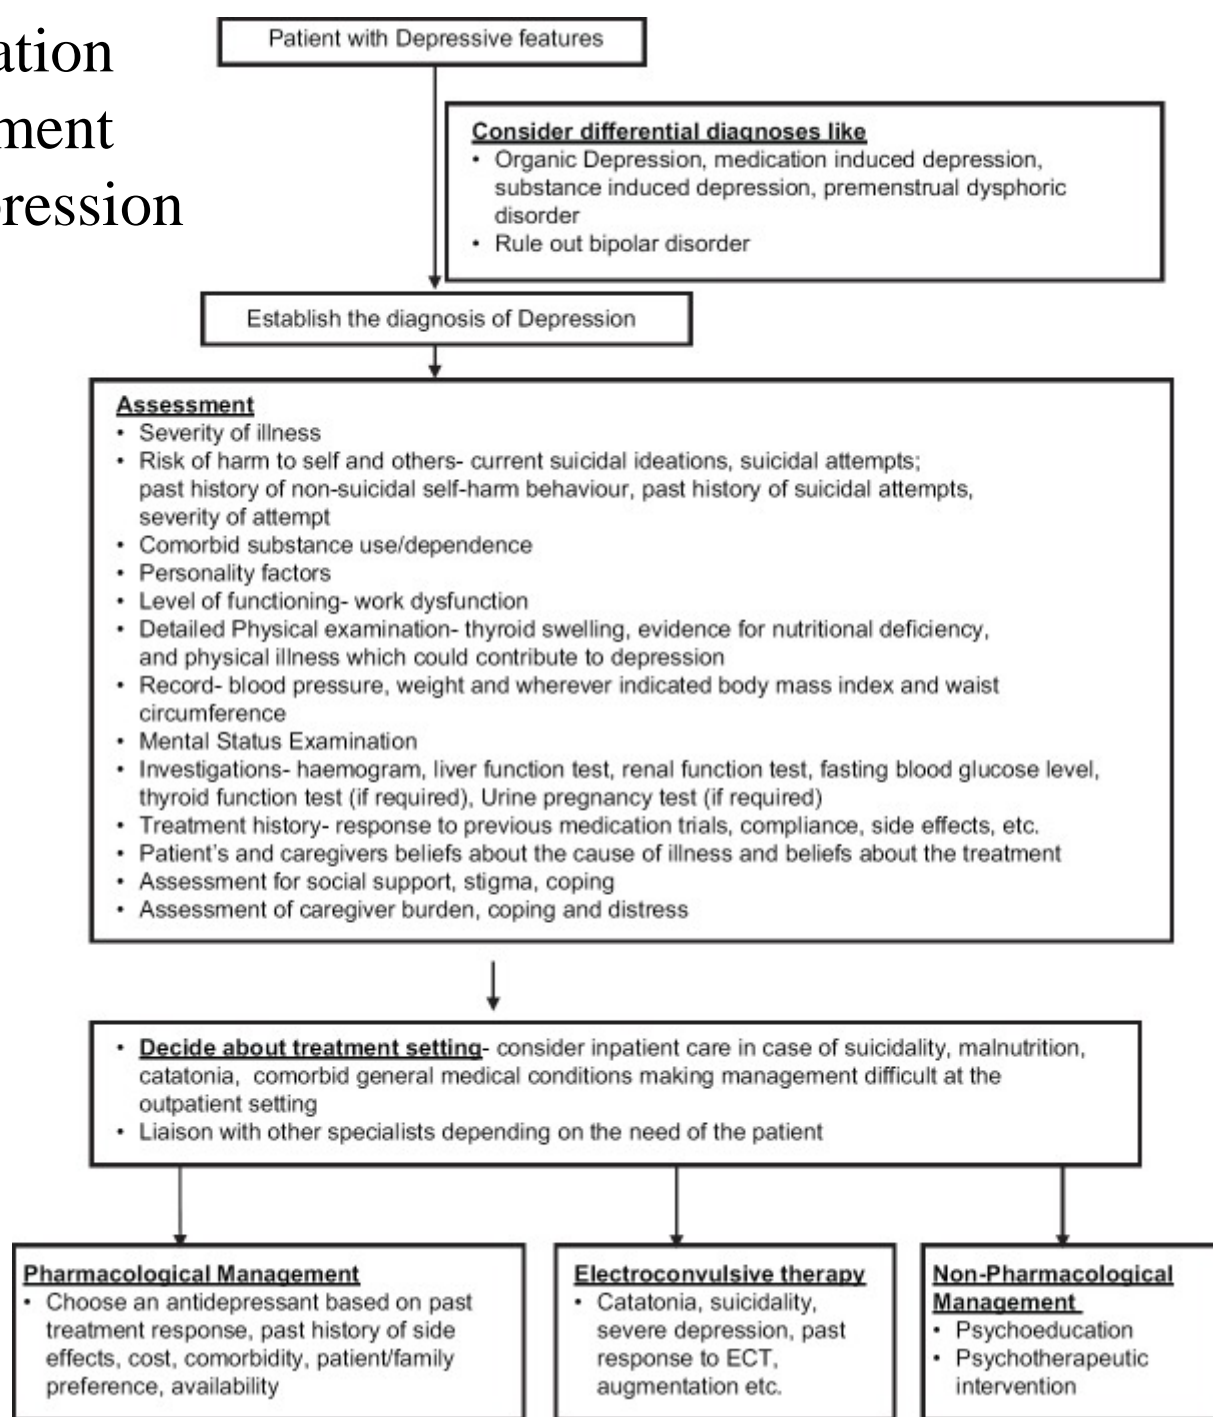 ation
ment
pression
Patient with Depressive features
Consider differential diagnoses like
• Organic Depression, medication induced depression,
substance induced depression, premenstrual dysphoric
disorder
• Rule out bipolar disorder
Establish the diagnosis of Depression
Assessment
• Severity of illness
• Risk of harm to self and others- current suicidal ideations, suicidal attempts;
past history of non-suicidal self-harm behaviour, past history of suicidal attempts,
severity of attempt
• Comorbid substance use/dependence
• Personality factors
• Level of functioning- work dysfunction
• Detailed Physical examination- thyroid swelling, evidence for nutritional deficiency,
and physical illness which could contribute to depression
• Record- blood pressure, weight and wherever indicated body mass index and waist
circumference
• Mental Status Examination
• Investigations- haemogram, liver function test, renal function test, fasting blood glucose level,
thyroid function test (if required), Urine pregnancy test (if required)
• Treatment history- response to previous medication trials, compliance, side effects, etc.
• Patient's and caregivers beliefs about the cause of illness and beliefs about the treatment
• Assessment for social support, stigma, coping
• Assessment of caregiver burden, coping and distress
• Decide about treatment setting- consider inpatient care in case of suicidality, malnutrition,
catatonia, comorbid general medical conditions making management difficult at the
outpatient setting
• Liaison with other specialists depending on the need of the patient
Pharmacological Management
• Choose an antidepressant based on past
treatment response, past history of side
effects, cost, comorbidity, patient/family
preference, availability
Electroconvulsive therapy
• Catatonia, suicidality,
severe depression, past
response to ECT,
augmentation etc.
Non-Pharmacological
Management
• Psychoeducation
• Psychotherapeutic
intervention